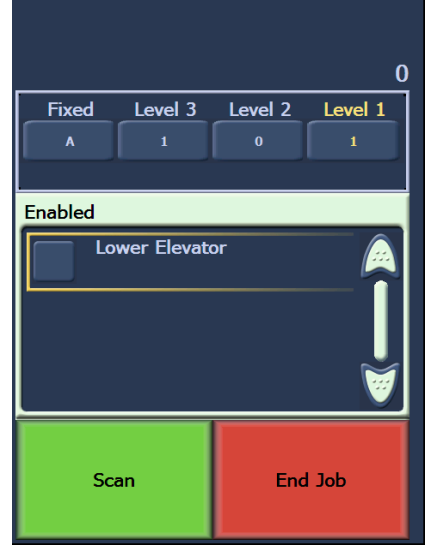 0
Fixed Level 3 Level 2 Level 1
A 1 0 1
Enabled
Lower Elevator
Scan End Job